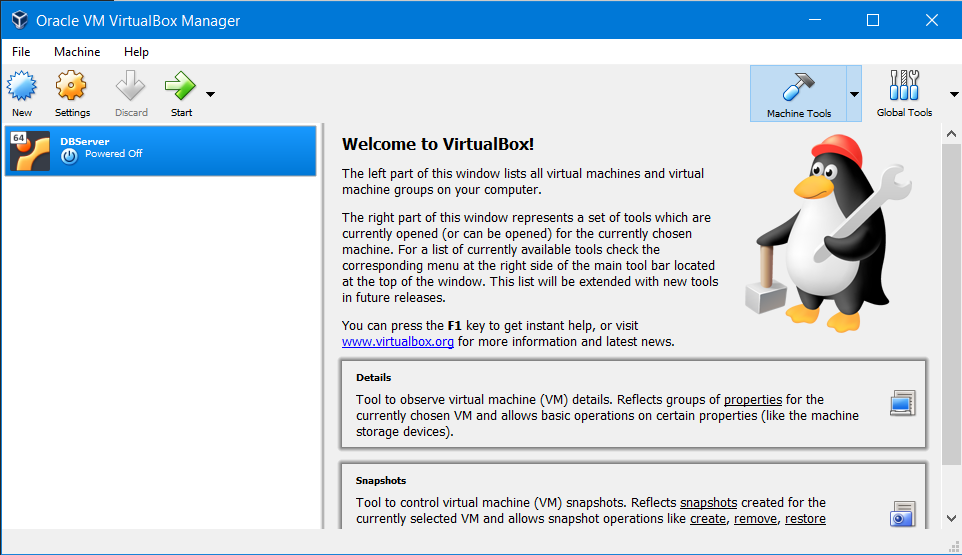 Oracle VM VirtualBox Manager
File Machine Help
New Settings Discard Start Machine Tools Global Tools
64
DBServer
Powered Off
Welcome to VirtualBox!
The left part of this window lists all virtual machines and virtual
machine groups on your computer.
The right part of this window represents a set of tools which are
currently opened (or can be opened) for the currently chosen
machine. For a list of currently available tools check the
corresponding menu at the right side of the main tool bar located
at the top of the window. This list will be extended with new tools
in future releases.
You can press the F1 key to get instant help, or visit
www.virtualbox.org for more information and latest news.
Details
Tool to observe virtual machine (VM) details. Reflects groups of properties for the
currently chosen VM and allows basic operations on certain properties (like the machine
storage devices).
Snapshots
Tool to control virtual machine (VM) snapshots. Reflects snapshots created for the
currently selected VM and allows snapshot operations like create, remove, restore